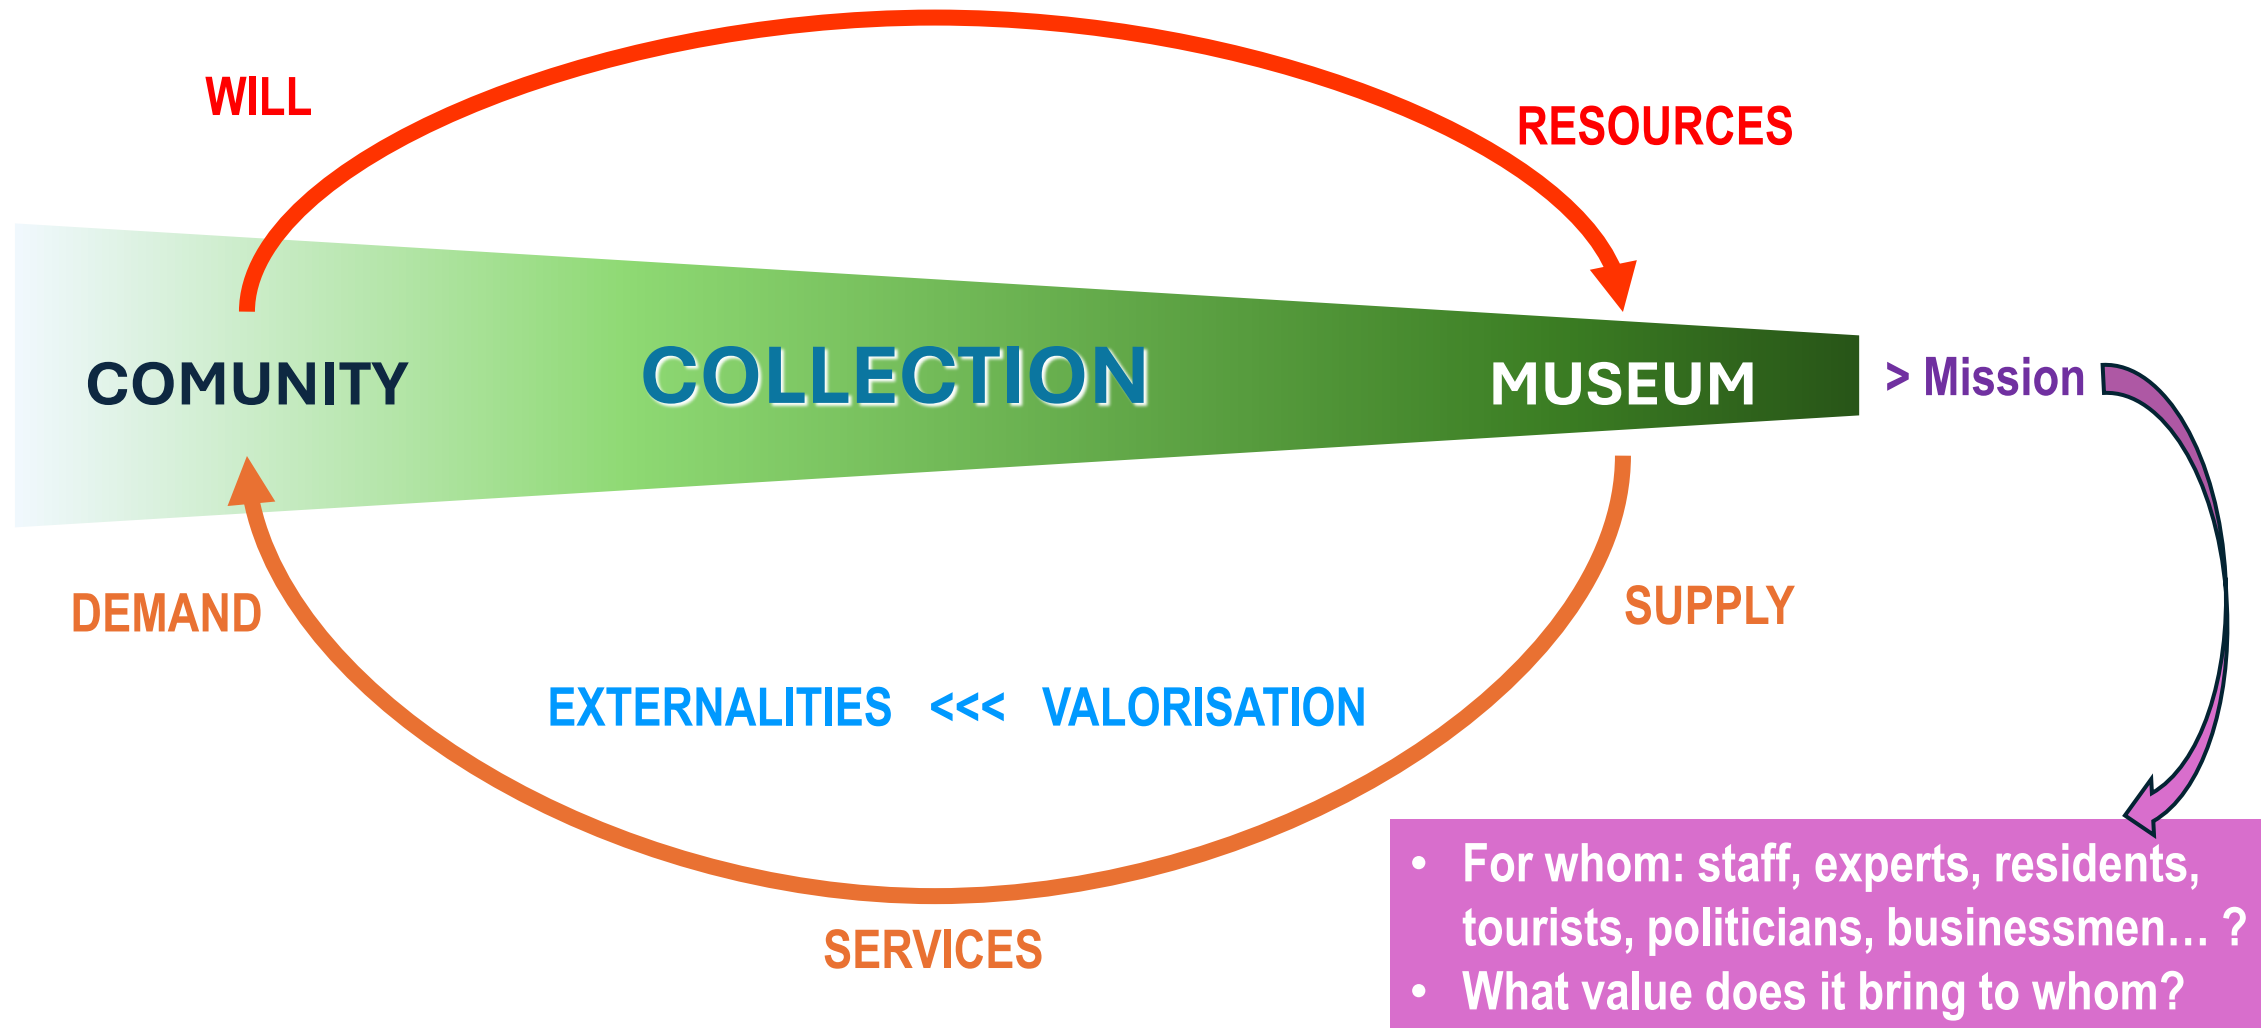 WILL
RESOURCES
COMUNITY
COLLECTION
MUSEUM
> Mission
DEMAND
SUPPLY
EXTERNALITIES <<< VALORISATION
SERVICES
• For whom: staff, experts, residents,
tourists, politicians, businessmen… ?
• What value does it bring to whom?